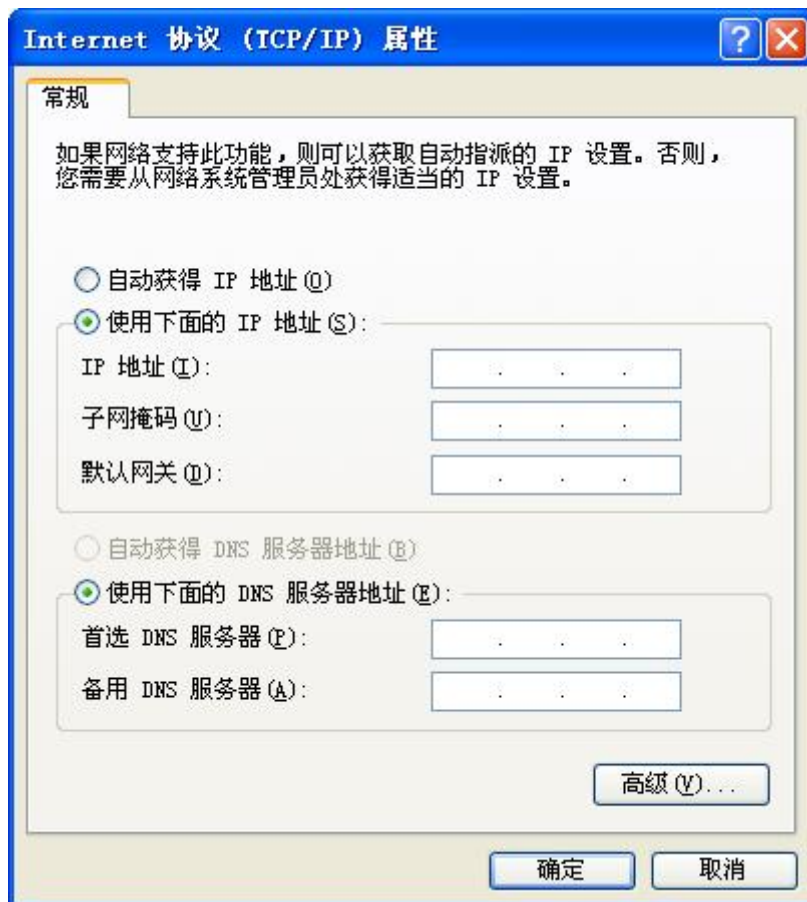 Internet 协议 (TCP/IP) 属性
常规
如果网络支持此功能，则可以获取自动指派的 IP 设置。否则，
您需要从网络系统管理员处获得适当的 IP 设置。
自动获得 IP 地址(O)
使用下面的 IP 地址(S):
IP 地址(I):
子网掩码(U):
默认网关(D):
自动获得 DNS 服务器地址(B)
使用下面的 DNS 服务器地址(E):
首选 DNS 服务器(P):
备用 DNS 服务器(A):
高级(V)...
确定 取消